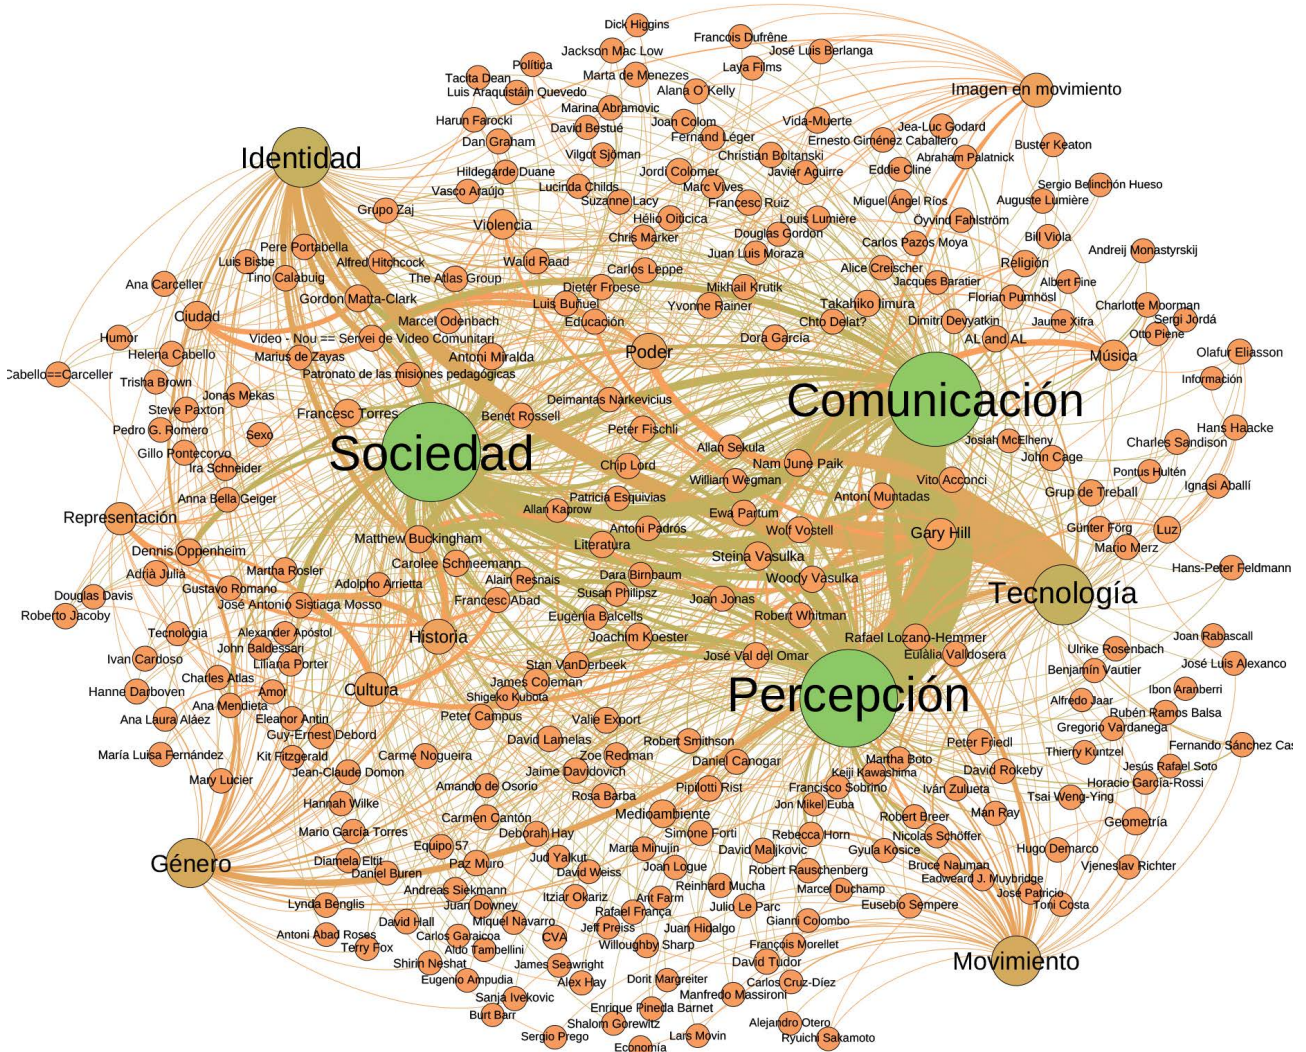 Dick Higgins
Francois Dufrêne
José Luis Berlanga
Jackson Mac Low
Política
Laya Films
Tacita Dean
Marta de Menezes
Luis Araquistáin Quevedo
Alana O´Kelly
Imagen en movimiento
Marina Abramovic
Harun Farocki
David Bestué
Joan Colom
Vida-Muerte
Jea-Luc Godard
Dan Graham
Fernand Léger
Ernesto Giménez Caballero
Buster Keaton
Identidad
Vilgot Sjöman
Christian Boltanski
Abraham Palatnick
Hildegarde Duane
Jordi Colomer
Javier Aguirre
Eddie Cline
Vasco Araújo
Lucinda Childs
Marc Vives
Sergio Belinchón Hueso
Suzanne Lacy
Francesc Ruiz
Miguel Ángel Ríos
Auguste Lumière
Grupo Zaj
Violencia
Hélio Oiticica
Louis Lumière
Öyvind Fahlström
Chris Marker
Douglas Gordon
Carlos Pazos Moya
Bill Viola
Pere Portabella
Juan Luis Moraza
Andreij Monastyrskij
Luis Bisbe
Alfred Hitchcock
Walid Raad
Carlos Leppe
Alice Creischer
Religión
Tino Calabuig
The Atlas Group
Jacques Baratier
Albert Fine
Ana Carceller
Dieter Froese
Mikhail Krutik
Gordon Matta-Clark
Luis Buñuel
Yvonne Rainer
Takahiko Iimura
Florian Pumhösl
Charlotte Moorman
Ciudad
Marcel Odenbach
Educación
Chto Delat?
Dimitri Devyatkin
Jaume Xifra
Sergi Jordá
Humor
Video - Nou == Servei de Video Comunitari
Dora García
AL and AL
Otto Piene
Helena Cabello
Marius de Zayas
Antoni Miralda
Poder
Música
Olafur Eliasson
Cabello==Carceller
Patronato de las misiones pedagógicas
Información
Trisha Brown
Jonas Mekas
Deimantas Narkevicius
Comunicación
Steve Paxton
Francesc Torres
Benet Rossell
Pedro G. Romero
Sexo
Peter Fischli
Hans Haacke
Gillo Pontecorvo
Sociedad
Allan Sekula
Josiah McElheny
Charles Sandison
Ira Schneider
Chip Lord
Nam June Paik
John Cage
Pontus Hultén
Anna Bella Geiger
William Wegman
Vito Acconci
Ignasi Aballí
Patricia Esquivias
Antoni Muntadas
Grup de Treball
Representación
Allan Kaprow
Ewa Partum
Antoni Padrós
Wolf Vostell
Gary Hill
Günter Förg
Luz
Matthew Buckingham
Literatura
Mario Merz
Dennis Oppenheim
Steina Vasulka
Carolee Schneemann
Hans-Peter Feldmann
Adrià Julià
Martha Rosler
Alain Resnais
Dara Birnbaum
Woody Vasulka
Gustavo Romano
Adolpho Arrietta
Susan Philipsz
Tecnología
Douglas Davis
José Antonio Sistiaga Mosso
Francesc Abad
Joan Jonas
Roberto Jacoby
Eugènia Balcells
Robert Whitman
Tecnologia
Alexander Apóstol
Historia
Joachim Koester
Rafael Lozano-Hemmer
Joan Rabascall
John Baldessari
Ulrike Rosenbach
Ivan Cardoso
Liliana Porter
Stan VanDerbeek
José Val del Omar
Eulàlia Valldosera
José Luis Alexanco
Charles Atlas
James Coleman
Benjamín Vautier
Hanne Darboven
Amor
Cultura
Shigeko Kubota
Percepción
Ibon Aranberri
Ana Mendieta
Alfredo Jaar
Ana Laura Aláez
Eleanor Antin
Peter Campus
Valie Export
Rubén Ramos Balsa
Guy-Ernest Debord
David Lamelas
Robert Smithson
Peter Friedl
Gregorio Vardanega
María Luisa Fernández
Kit Fitzgerald
Carme Nogueira
Zoe Redman
Daniel Canogar
Martha Boto
Thierry Kuntzel
Fernando Sánchez Cas
Jean-Claude Domon
Jaime Davidovich
Keiji Kawashima
David Rokeby
Jesús Rafael Soto
Mary Lucier
Amando de Osorio
Pipilotti Rist
Francisco Sobrino
Iván Zulueta
Horacio García-Rossi
Hannah Wilke
Rosa Barba
Jon Mikel Euba
Tsai Weng-Ying
Carmen Cantón
Medioambiente
Robert Breer
Man Ray
Mario García Torres
Deborah Hay
Simone Forti
Rebecca Horn
Nicolas Schöffer
Geometría
Equipo 57
Marta Minujín
David Maljkovic
Gyula Kosice
Hugo Demarco
Género
Diamela Eltit
Paz Muro
Jud Yalkut
Joan Logue
Bruce Nauman
Vjeneslav Richter
Daniel Buren
David Weiss
Robert Rauschenberg
Eadweard J. Muybridge
Andreas Siekmann
Reinhard Mucha
Marcel Duchamp
José Patricio
Lynda Benglis
Juan Downey
Itziar Okariz
Ant Farm
Julio Le Parc
Eusebio Sempere
Toni Costa
David Hall
Miquel Navarro
Rafael França
Gianni Colombo
Antoni Abad Roses
Carlos Garaicoa
CVA
Jeff Preiss
Juan Hidalgo
Terry Fox
Aldo Tambellini
Willoughby Sharp
François Morellet
Shirin Neshat
James Seawright
David Tudor
Movimiento
Eugenio Ampudia
Alex Hay
Dorit Margreiter
Carlos Cruz-Díez
Sanja Ivekovic
Manfredo Massironi
Burt Barr
Enrique Pineda Barnet
Shalom Gorewitz
Alejandro Otero
Sergio Prego
Lars Movin
Ryuichi Sakamoto
Economía